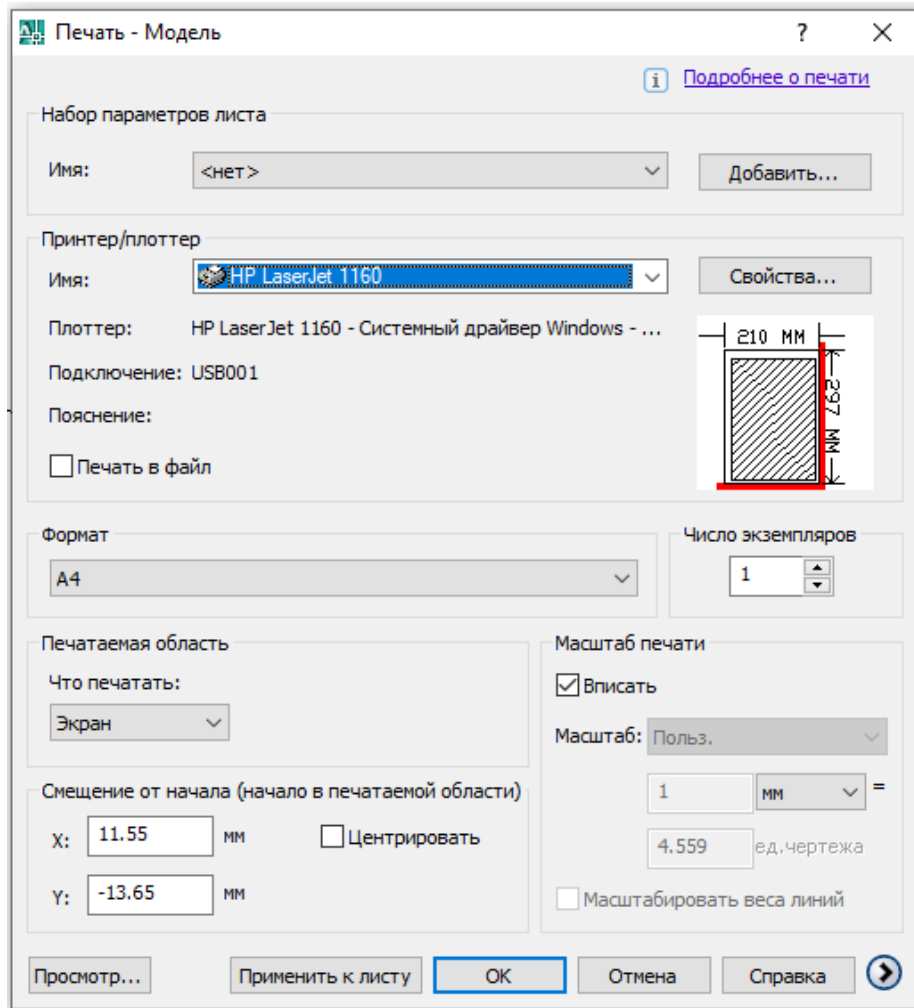 Печать - Модель
? ×
i Подробнее о печати
Набор параметров листа
Имя: <нет> Добавить...
Принтер/плоттер
Имя: HP LaserJet 1160 Свойства...
Плоттер: HP LaserJet 1160 - Системный драйвер Windows - ...
210 MM
Подключение: USB001
297 MM
Пояснение:
Печать в файл
Формат
Число экземпляров
A4
1
Печатаемая область
Масштаб печати
Что печатать:
Вписать
Экран
Масштаб: Польз.
1 мм =
Смещение от начала (начало в печатаемой области)
X: 11.55 мм Центрировать
4.559 ед.чертежа
Y: -13.65 мм
Масштабировать веса линий
Просмотр... Применить к листу ОК Отмена Справка